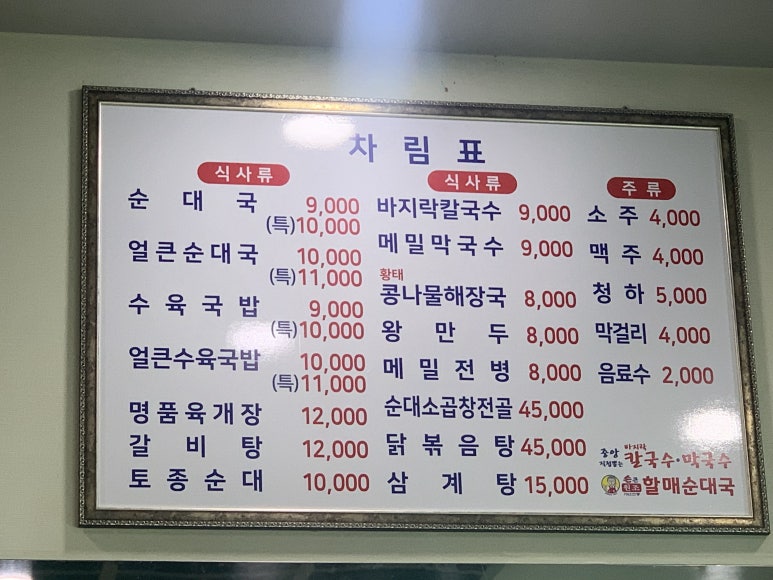 차림표
식사류
순대국 9,000
(특)10,000
얼큰순대국 10,000
(특)11,000
수육국밥 9,000
(특)10,000
얼큰수육국밥 10,000
(특)11,000
명품육개장 12,000
갈비탕 12,000
토종순대 10,000
식사류
바지락칼국수 9,000
메밀막국수 9,000
황태
콩나물해장국 8,000
왕만두 8,000
메밀전병 8,000
순대소곱창전골 45,000
닭볶음탕 45,000
삼계탕 15,000
주류
소주 4,000
맥주 4,000
청하 5,000
막걸리 4,000
음료수 2,000
바지락
칼국수·막국수
할매순대국